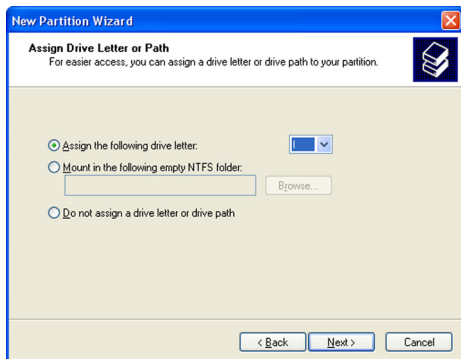 New Partition Wizard
Assign Drive Letter or Path
For easier access, you can assign a drive letter or drive path to your partition.
Assign the following drive letter: I
Mount in the following empty NTFS folder:
Browse...
Do not assign a drive letter or drive path
< Back Next > Cancel